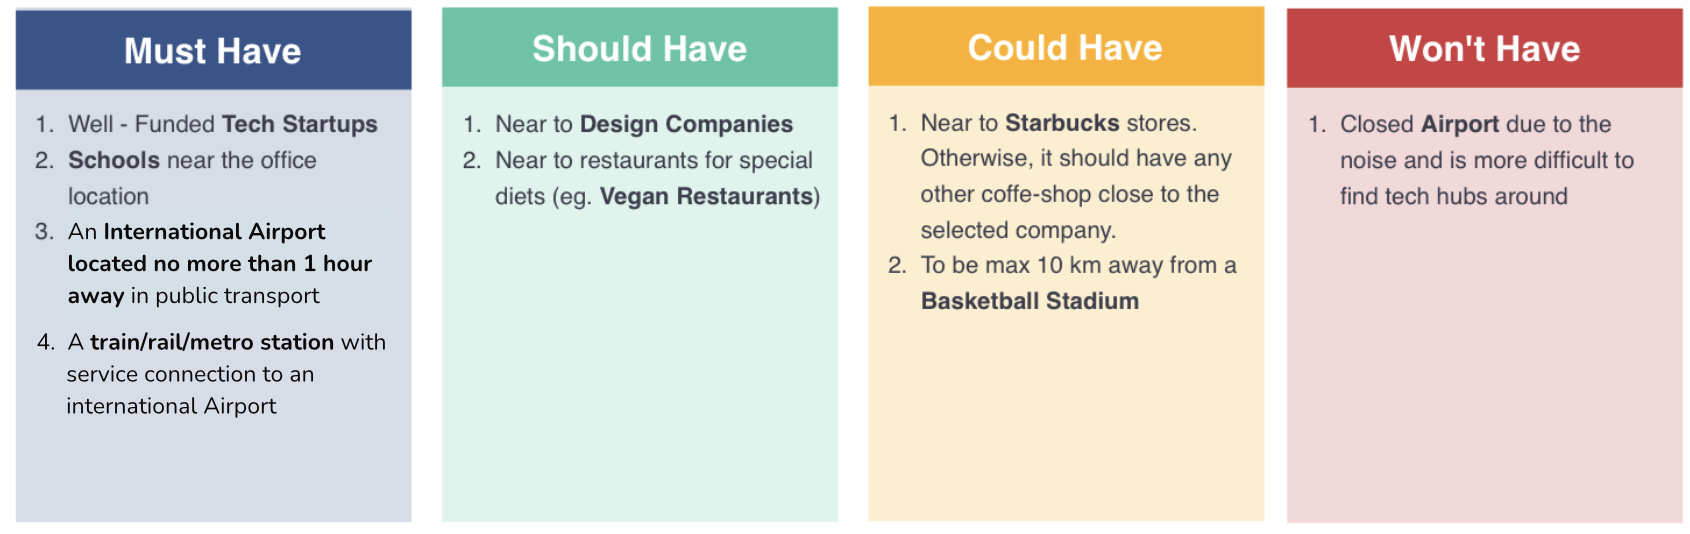 Must Have
1. Well - Funded Tech Startups
2. Schools near the office
location
3. An International Airport
located no more than 1 hour
away in public transport
4. A train/rail/metro station with
service connection to an
international Airport
Should Have
1. Near to Design Companies
2. Near to restaurants for special
diets (eg. Vegan Restaurants)
Could Have
1. Near to Starbucks stores.
Otherwise, it should have any
other coffe-shop close to the
selected company.
2. To be max 10 km away from a
Basketball Stadium
Won't Have
1. Closed Airport due to the
noise and is more difficult to
find tech hubs around